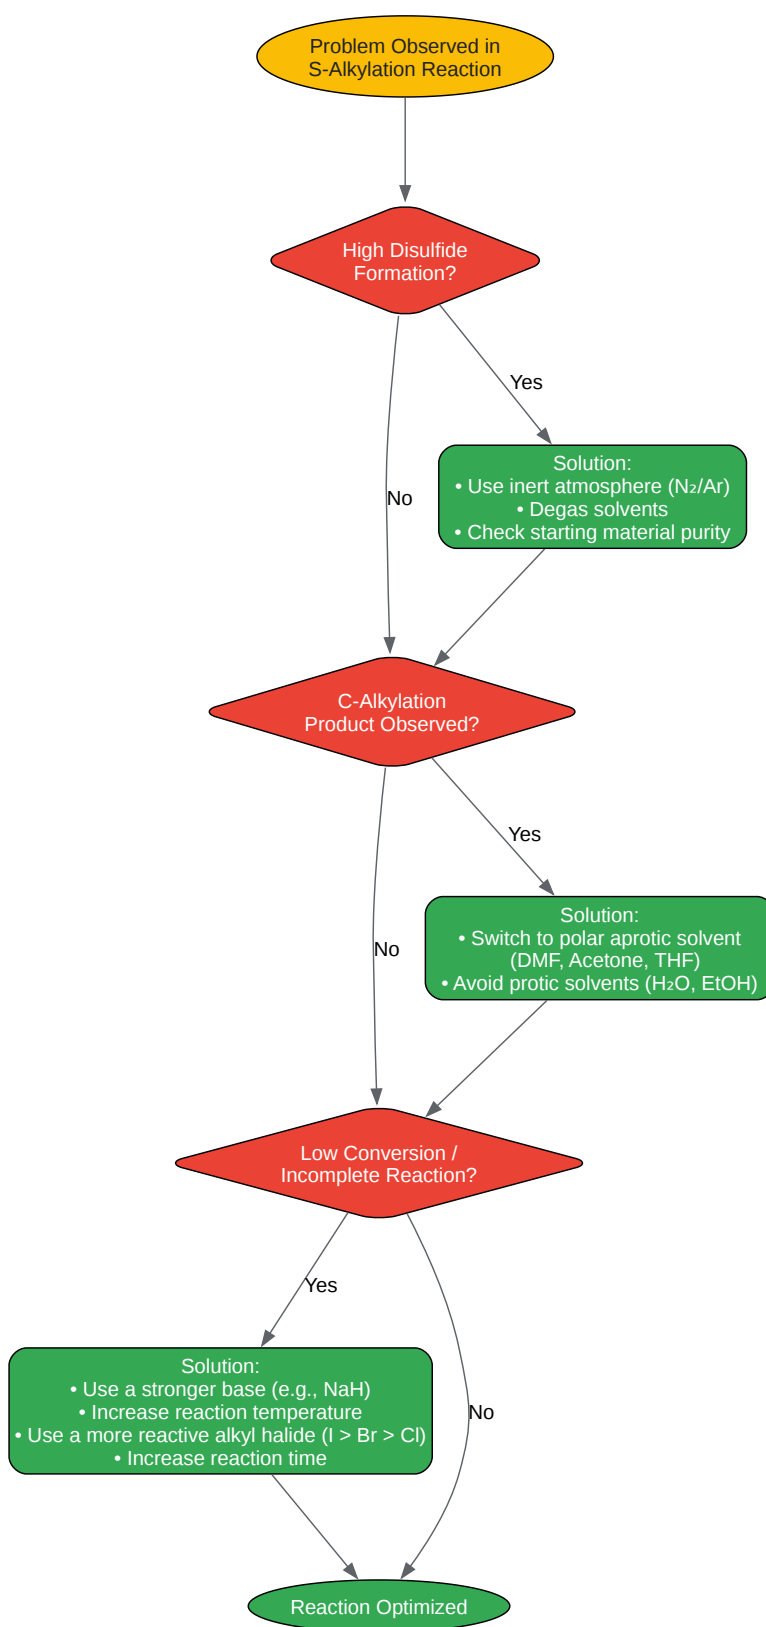 Problem Observed in
S-Alkylation Reaction
High Disulfide
Formation?
Yes
Solution:
• Use inert atmosphere (N₂/Ar)
• Degas solvents
• Check starting material purity
No
C-Alkylation
Product Observed?
Yes
Solution:
• Switch to polar aprotic solvent
(DMF, Acetone, THF)
• Avoid protic solvents (H₂O, EtOH)
No
Low Conversion /
Incomplete Reaction?
Yes
Solution:
• Use a stronger base (e.g., NaH)
• Increase reaction temperature
• Use a more reactive alkyl halide (I > Br > Cl)
• Increase reaction time
No
Reaction Optimized